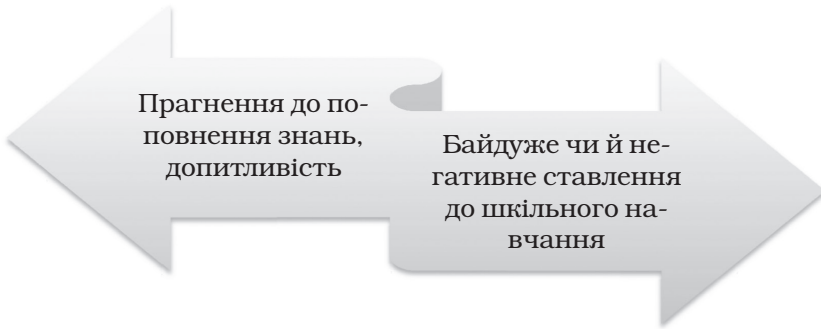 Прагнення до по-
повнення знань,
допитливість
Байдуже чи й не-
гативне ставлення
до шкільного на-
вчання